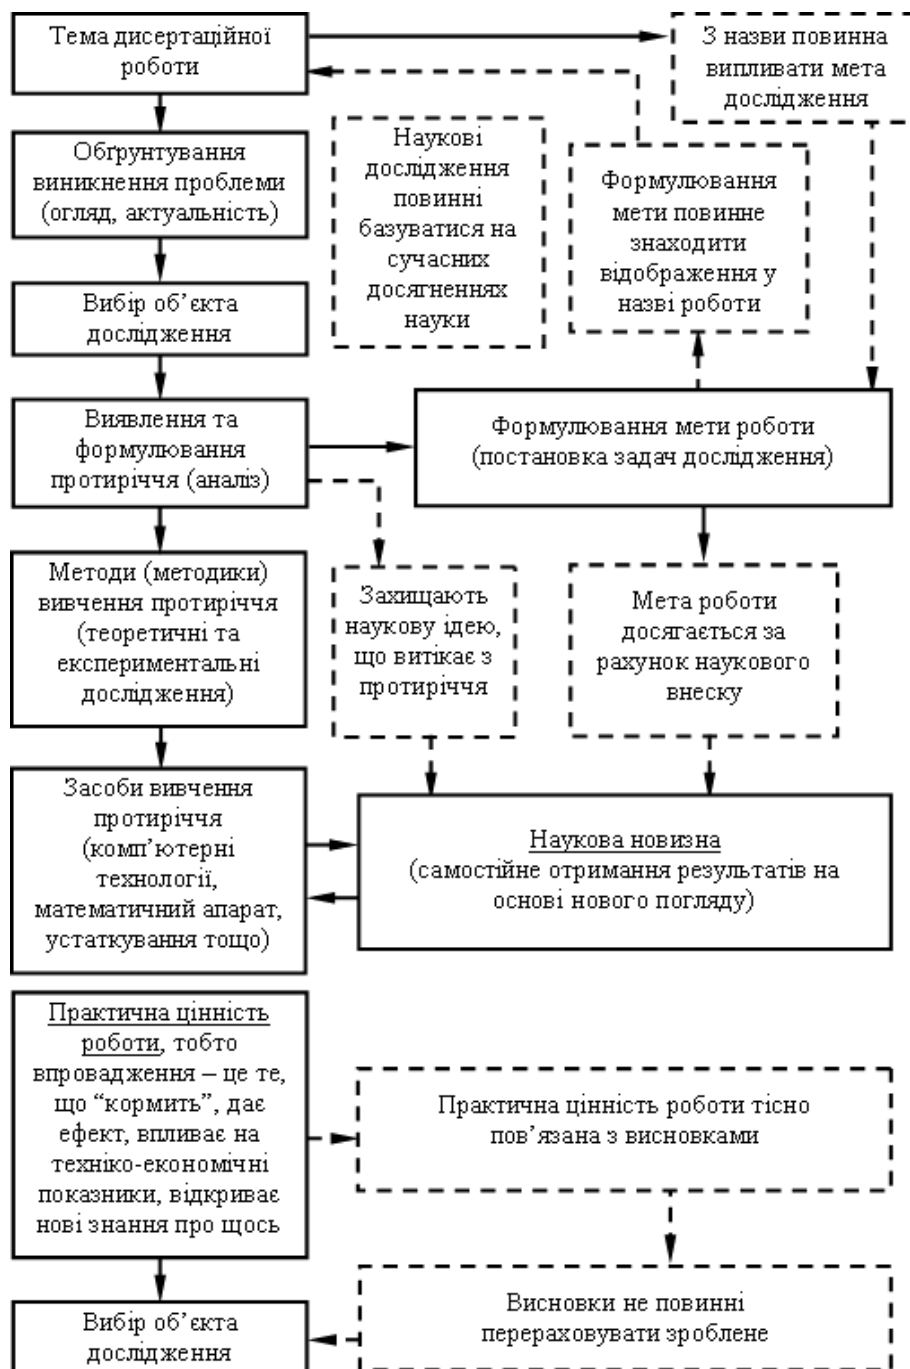 Тема дисертаційної
роботи
З назви повинна
випливати мета
дослідження
Обґрунтування
виникнення проблеми
(огляд, актуальність)
Наукові
дослідження
повинні
базуватися на
сучасних
досягненнях
науки
Формулювання
мети повинне
знаходити
відображення у
назві роботи
Вибір об’єкта
дослідження
Виявлення та
формулювання
протиріччя (аналіз)
Формулювання мети роботи
(постановка задач дослідження)
Методи (методики)
вивчення протиріччя
(теоретичні та
експериментальні
дослідження)
Захищають
наукову ідею,
що витікає з
протиріччя
Мета роботи
досягається за
рахунок наукового
внеску
Засоби вивчення
протиріччя
(комп’ютерні
технології,
математичний апарат,
устаткування тощо)
Наукова новизна
(самостійне отримання результатів на
основі нового погляду)
Практична цінність
роботи, тобто
впровадження – це те,
що “кормить”, дає
ефект, впливає на
техніко-економічні
показники, відкриває
нові знання про щось
Практична цінність роботи тісно
пов’язана з висновками
Висновки не повинні
перераховувати зроблене
Вибір об’єкта
дослідження